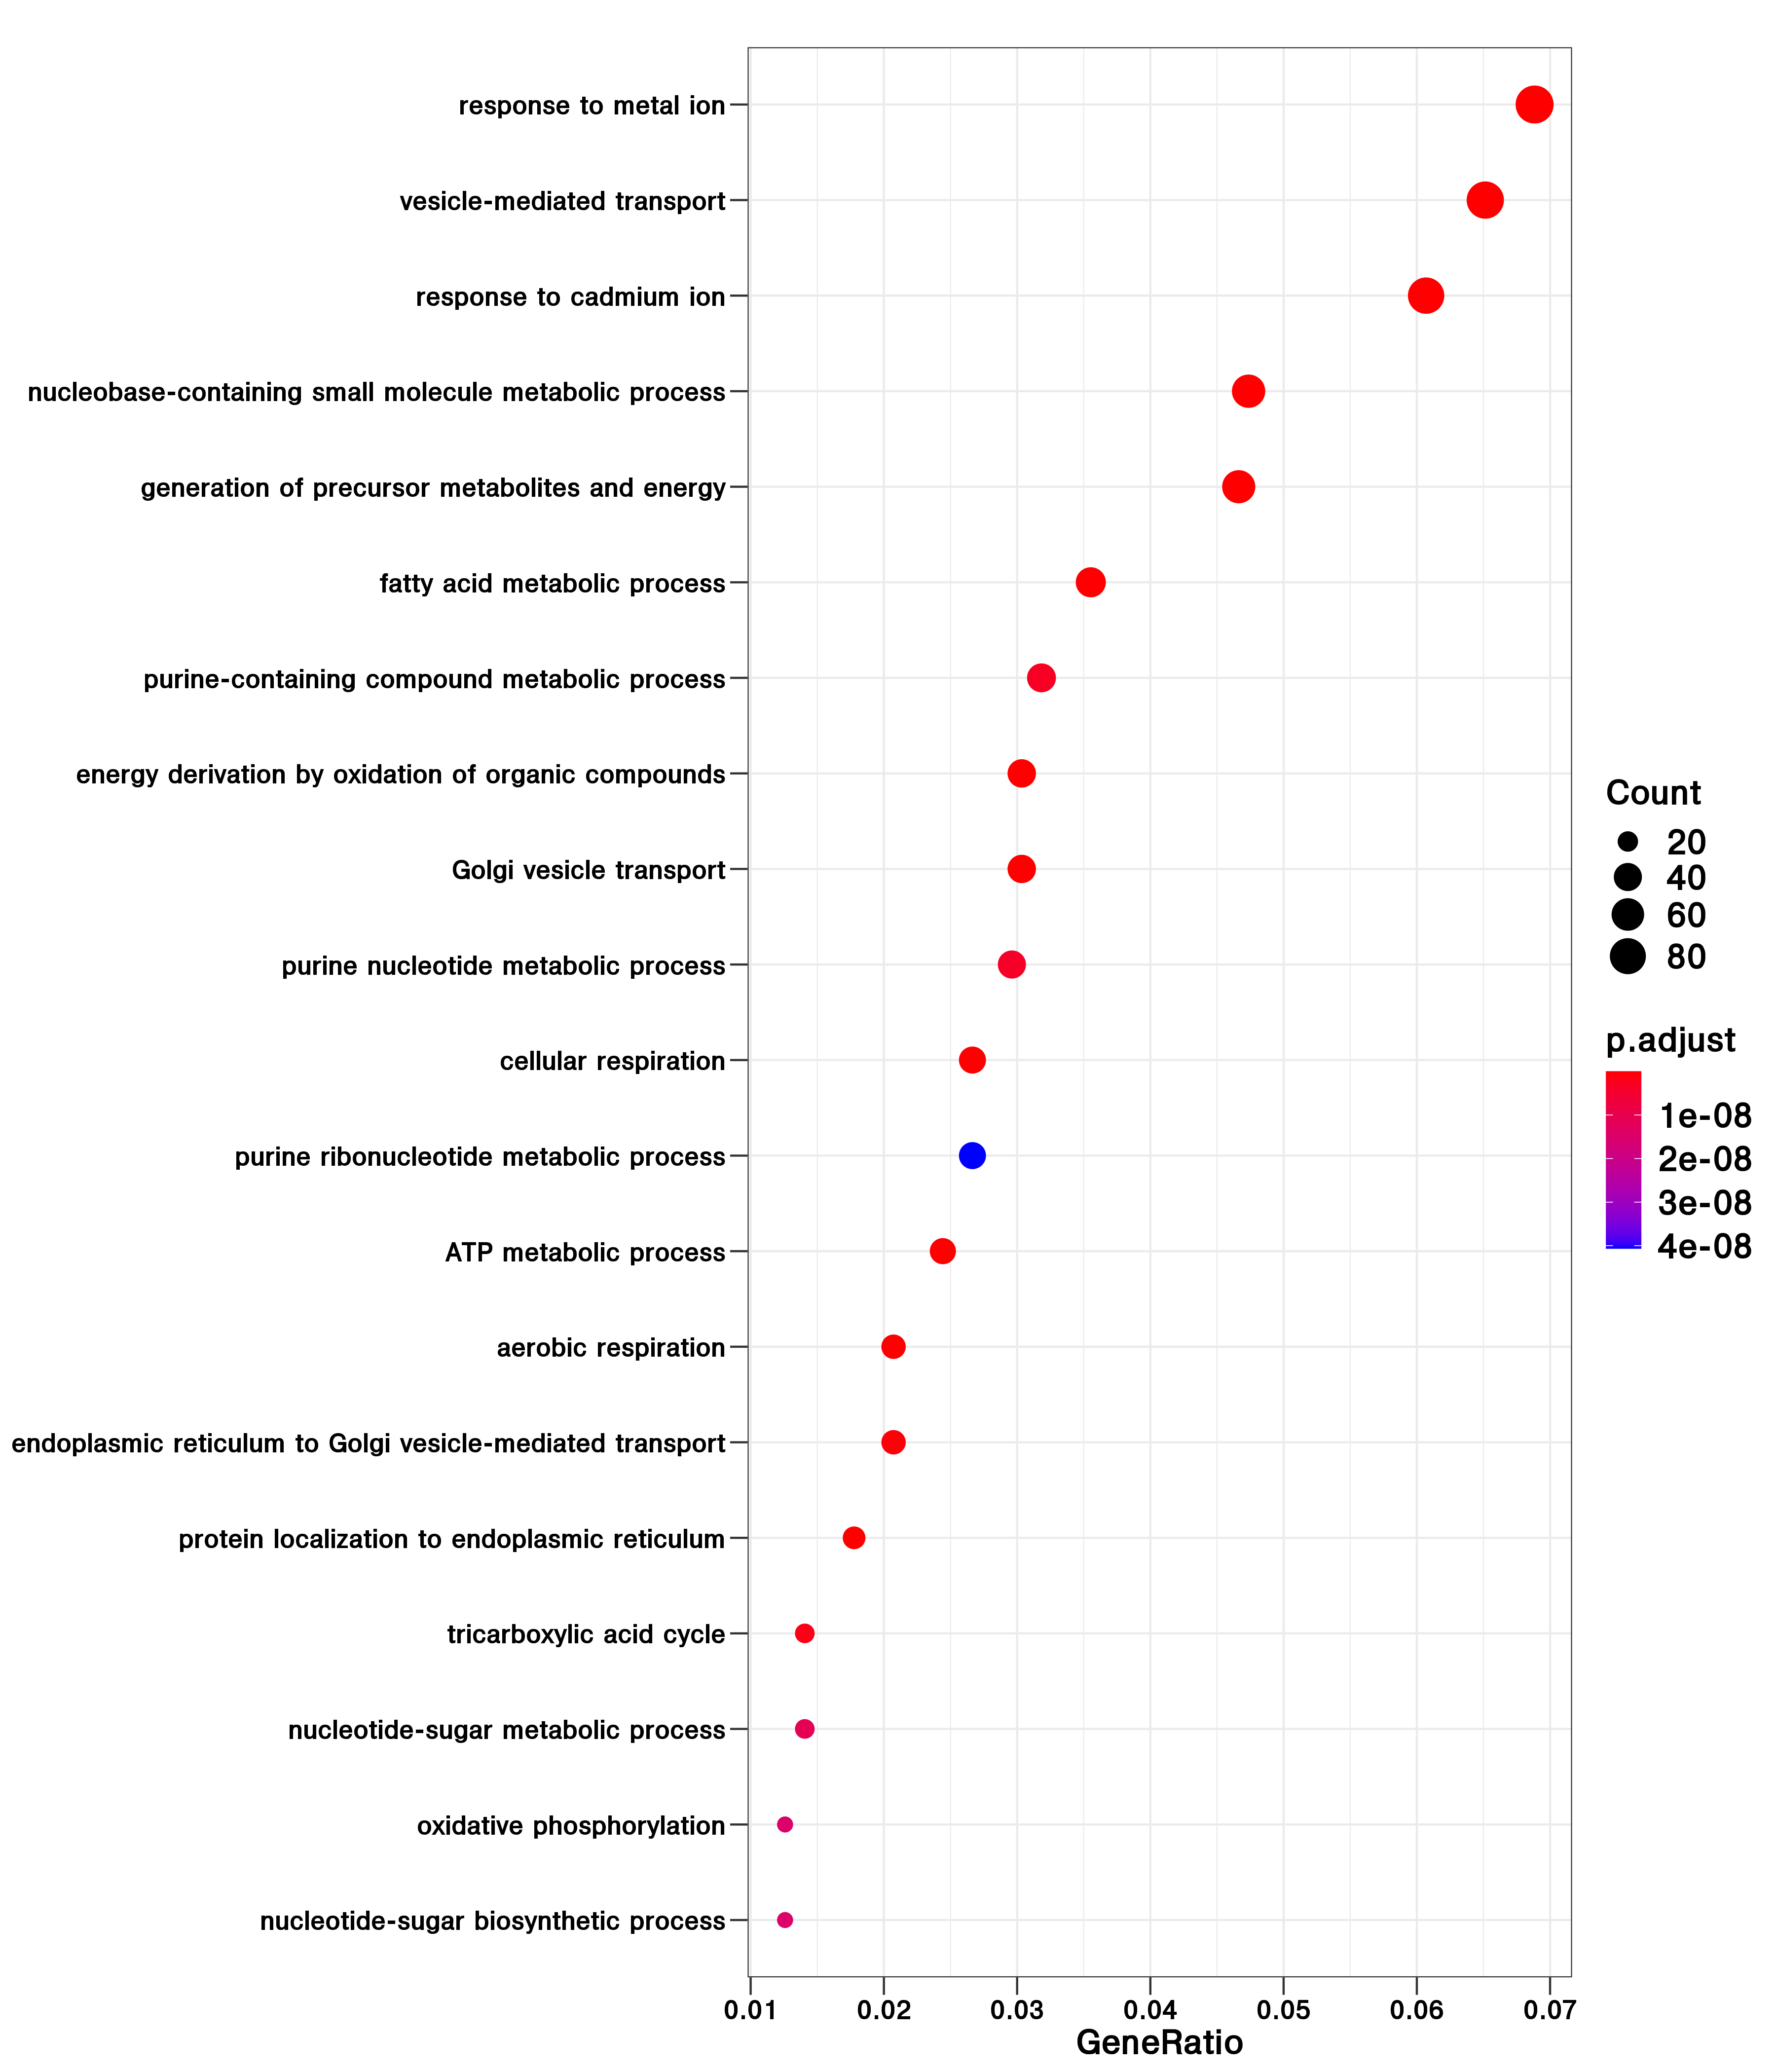 response to metal ion
vesicle-mediated transport
response to cadmium ion
nucleobase-containing small molecule metabolic process
generation of precursor metabolites and energy
fatty acid metabolic process
purine-containing compound metabolic process
energy derivation by oxidation of organic compounds
Golgi vesicle transport
purine nucleotide metabolic process
cellular respiration
purine ribonucleotide metabolic process
ATP metabolic process
aerobic respiration
endoplasmic reticulum to Golgi vesicle-mediated transport
protein localization to endoplasmic reticulum
tricarboxylic acid cycle
nucleotide-sugar metabolic process
oxidative phosphorylation
nucleotide-sugar biosynthetic process
0.01 0.02 0.03 0.04 0.05 0.06 0.07
GeneRatio
Count
20
40
60
80
p.adjust
1e-08
2e-08
3e-08
4e-08